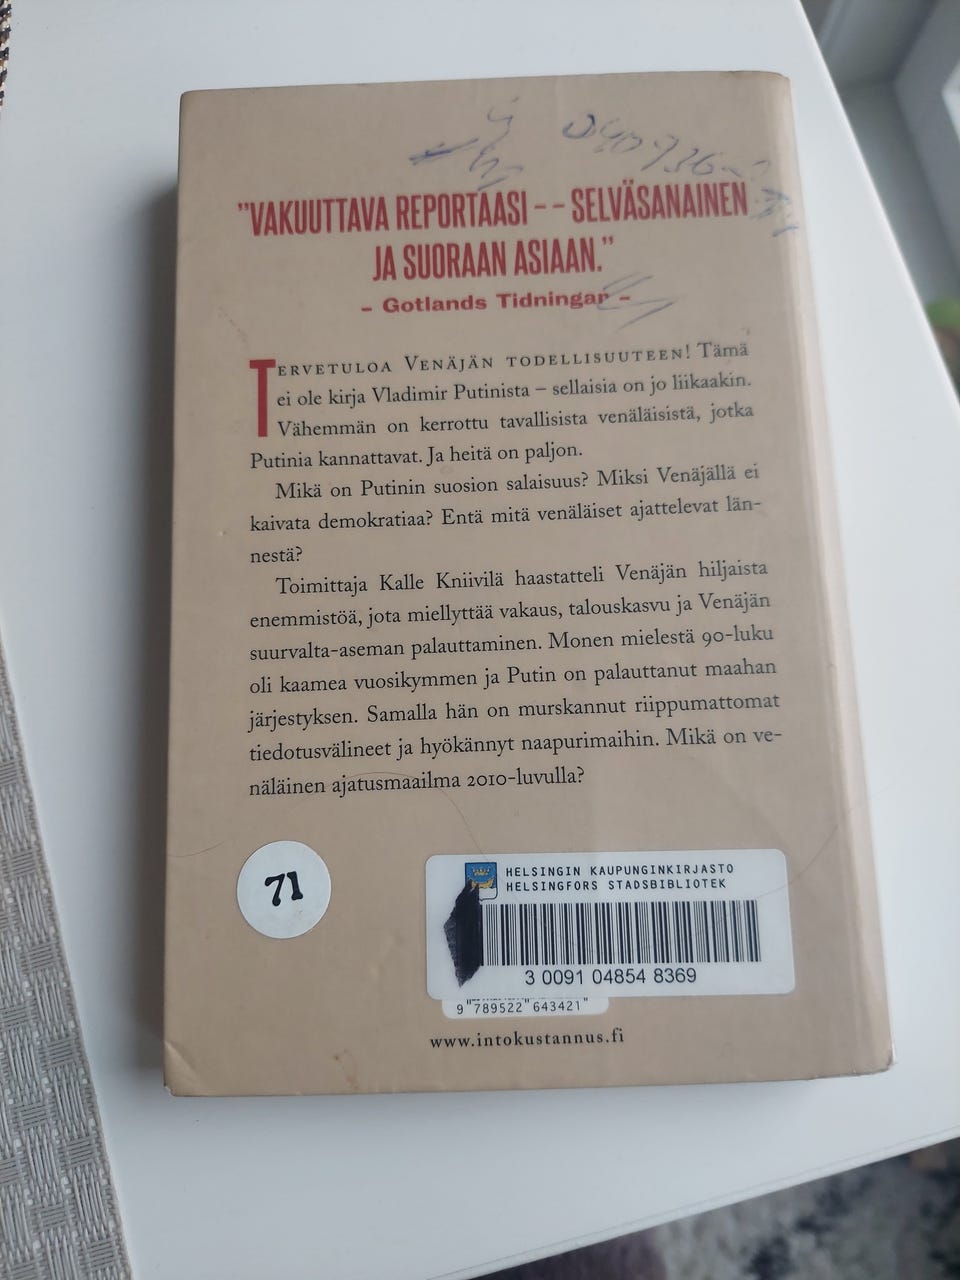 ”VAKUUTTAVA REPORTAASI – – SELVÄSANAINEN
JA SUORAAN ASIAAN.”
– Gotlands Tidningar –
TERVETULOA VENÄJÄN TODELLISUUTEEN! Tämä
ei ole kirja Vladimir Putinista – sellaisia on jo liikaakin.
Vähemmän on kerrottu tavallisista venäläisistä, jotka
Putinia kannattavat. Ja heitä on paljon.
Mikä on Putinin suosion salaisuus? Miksi Venäjällä ei
kaivata demokratiaa? Entä mitä venäläiset ajattelevat län-
nestä?
Toimittaja Kalle Kniivilä haastatteli Venäjän hiljaista
enemmistöä, jota miellyttää vakaus, talouskasvu ja Venäjän
suurvalta-aseman palauttaminen. Monen mielestä 90-luku
oli kaamea vuosikymmen ja Putin on palauttanut maahan
järjestyksen. Samalla hän on murskannut riippumattomat
tiedotusvälineet ja hyökännyt naapurimaihin. Mikä on ve-
näläinen ajatusmaailma 2010-luvulla?
71
HELSINGIN KAUPUNGINKIRJASTO
HELSINGFORS STADSBIBLIOTEK
3 0091 04854 8369
9 789522 643421
www.intokustannus.fi